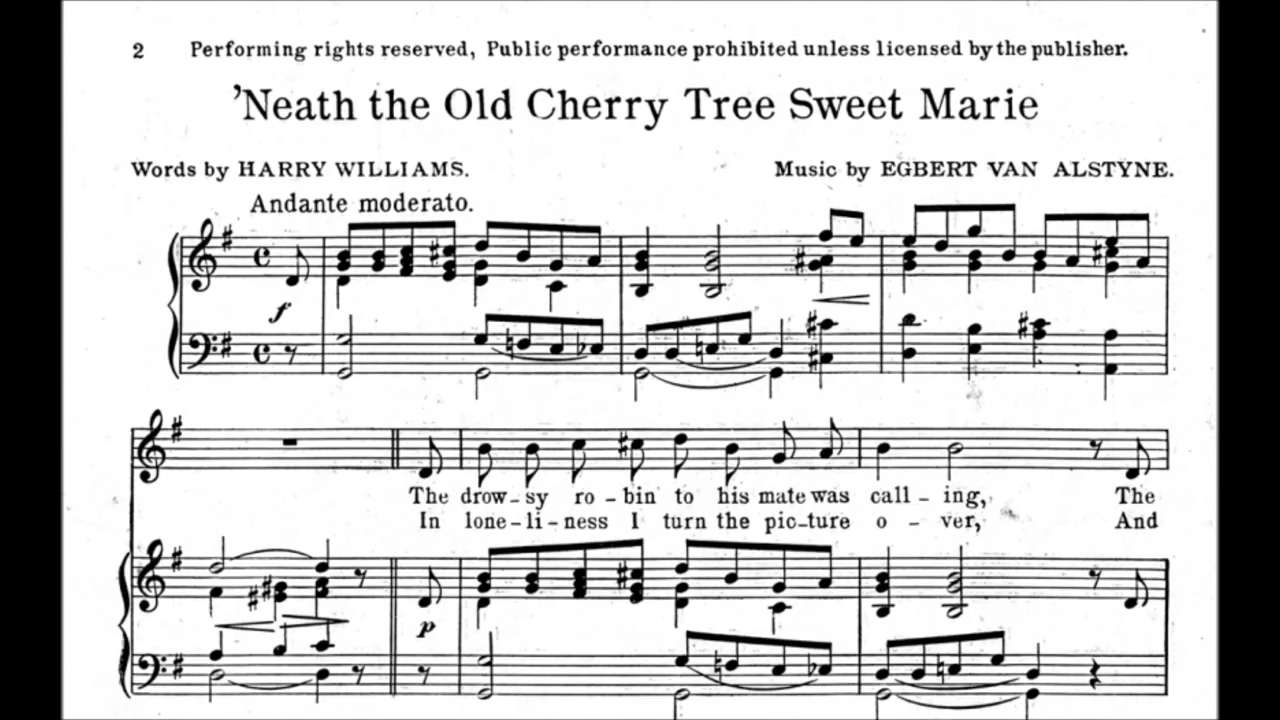 2 Performing rights reserved, Public performance prohibited unless licensed by the publisher.
'Neath the Old Cherry Tree Sweet Marie
Words by HARRY WILLIAMS. Music by EGBERT VAN ALSTYNE.
Andante moderato.
f
The drow-sy ro-bin to his mate was call-ing, The
In lone-li-ness I turn the pic-ture o-ver, And
p